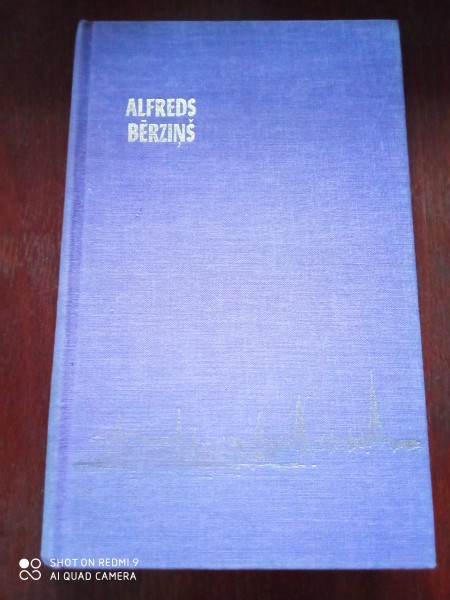 ALFREDS
BĒRZIŅŠ
SHOT ON REDMI 9
AI QUAD CAMERA